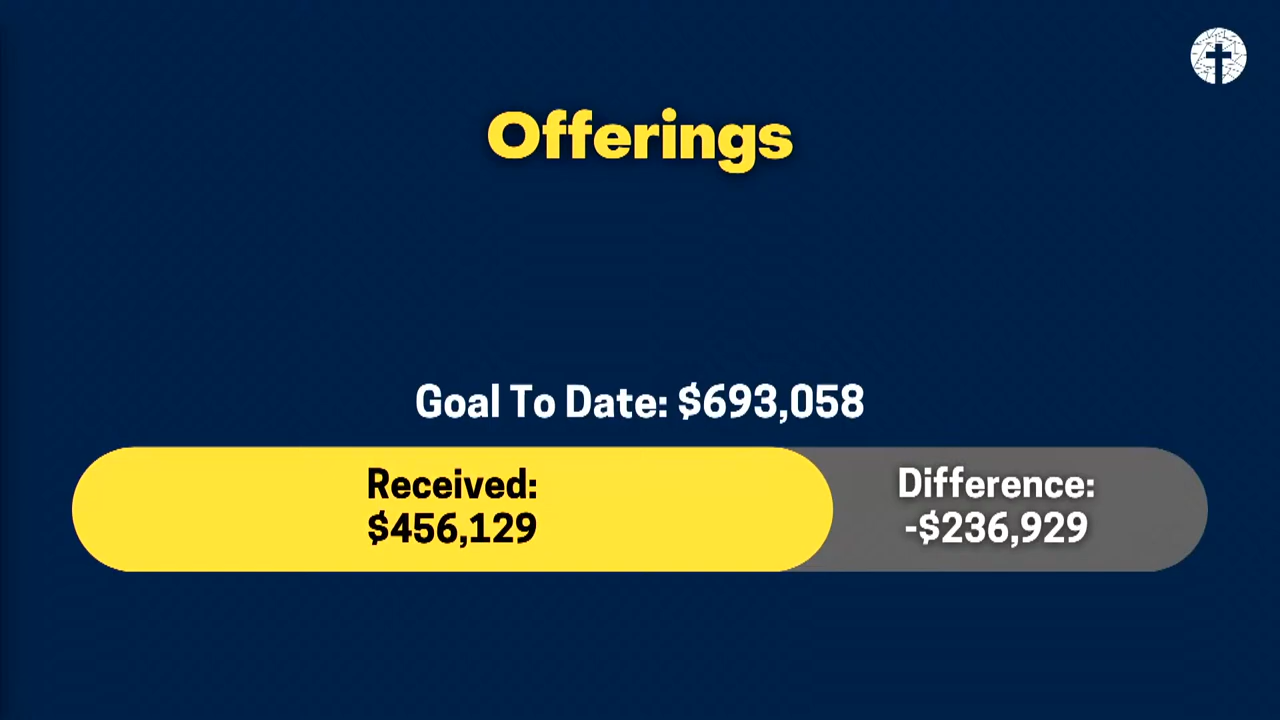 Offerings
Goal To Date: $693,058
Received:
$456,129
Difference:
-$236,929